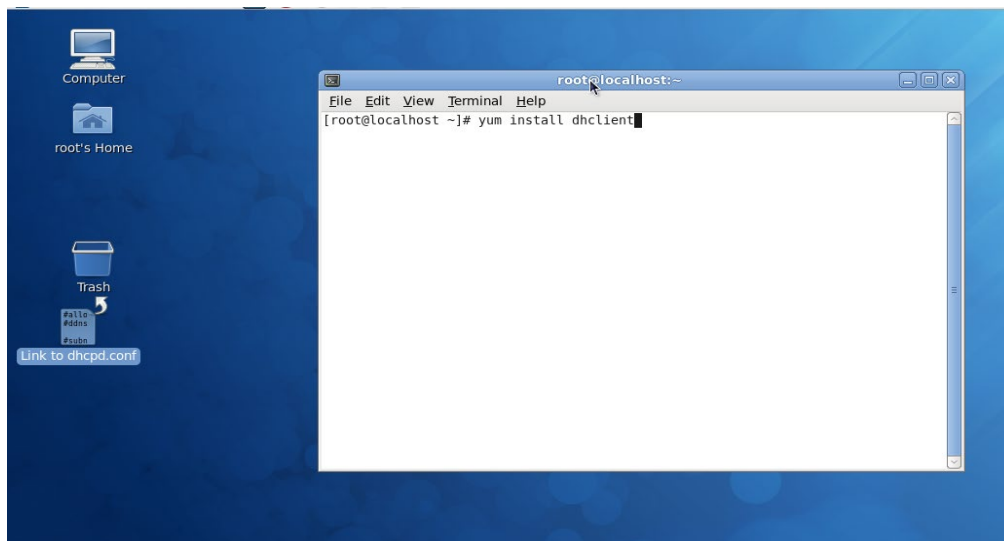 Computer
root's Home
Trash
#allo
#ddns
#subn
Link to dhcpd.conf
root@localhost:~
File Edit View Terminal Help
[root@localhost ~]# yum install dhclient